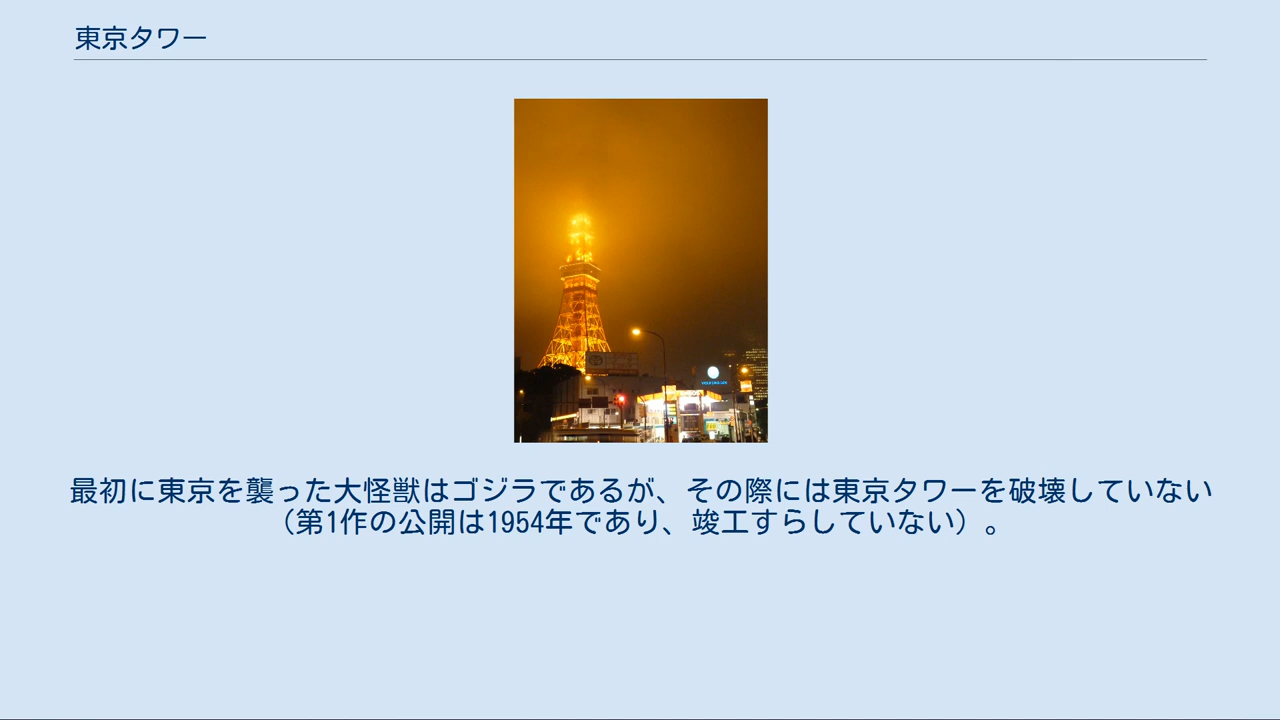 東京タワー
最初に東京を襲った大怪獣はゴジラであるが、その際には東京タワーを破壊していない
（第1作の公開は1954年であり、竣工すらしていない）。